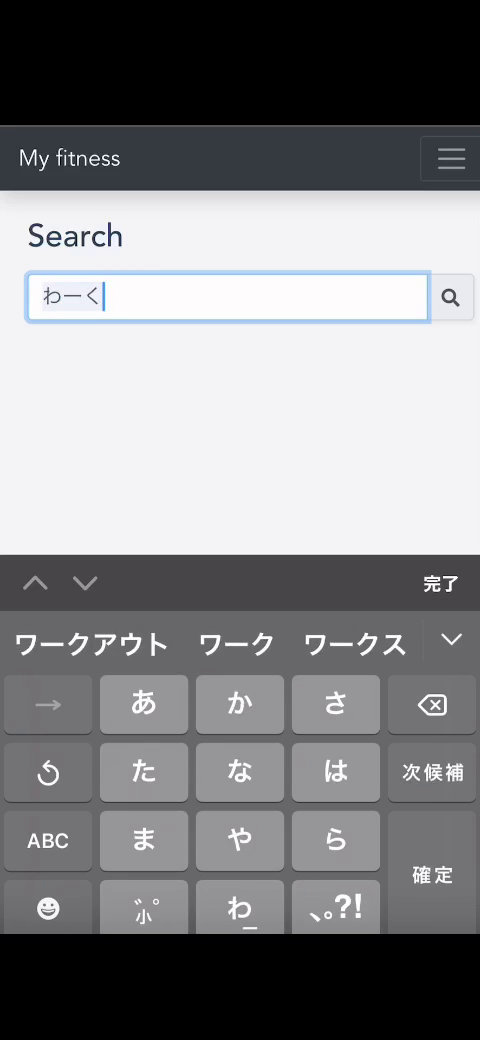 My fitness
Search
わーく
完了
ワークアウト ワーク ワークス
→ あ か さ
た な は 次候補
ABC ま や ら 確定
゛゜小 わ_ 、。?!